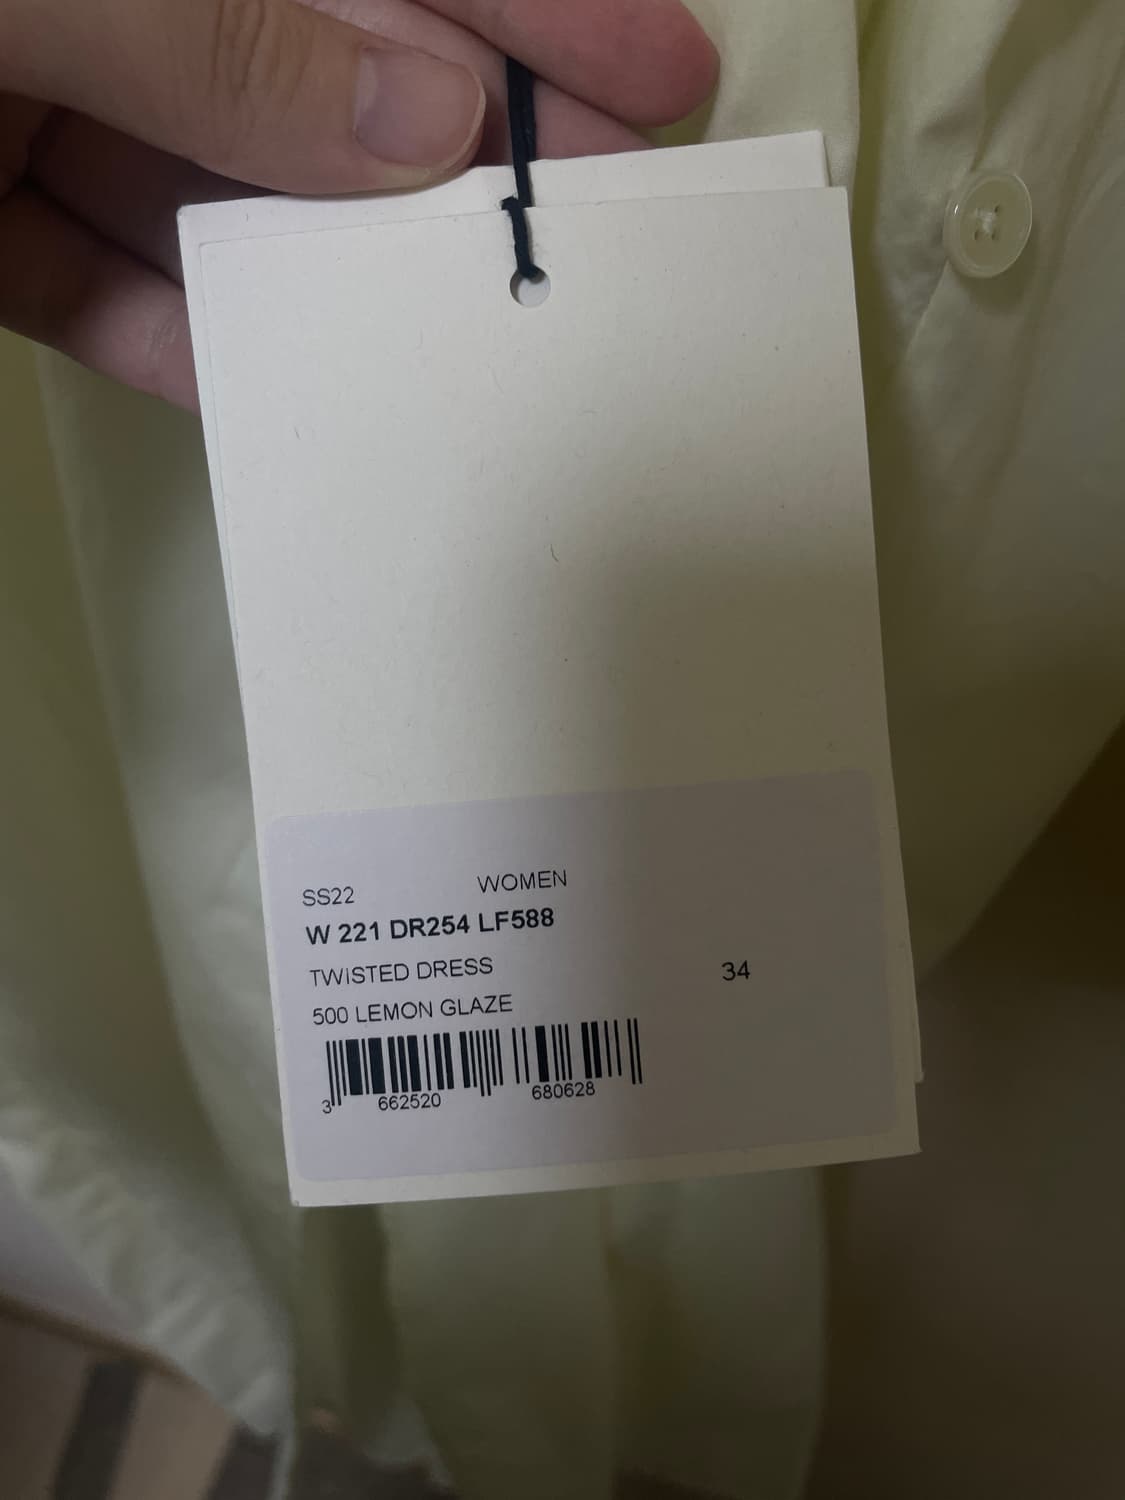 SS22 WOMEN
W 221 DR254 LF588
TWISTED DRESS 34
500 LEMON GLAZE
3 662520 680628